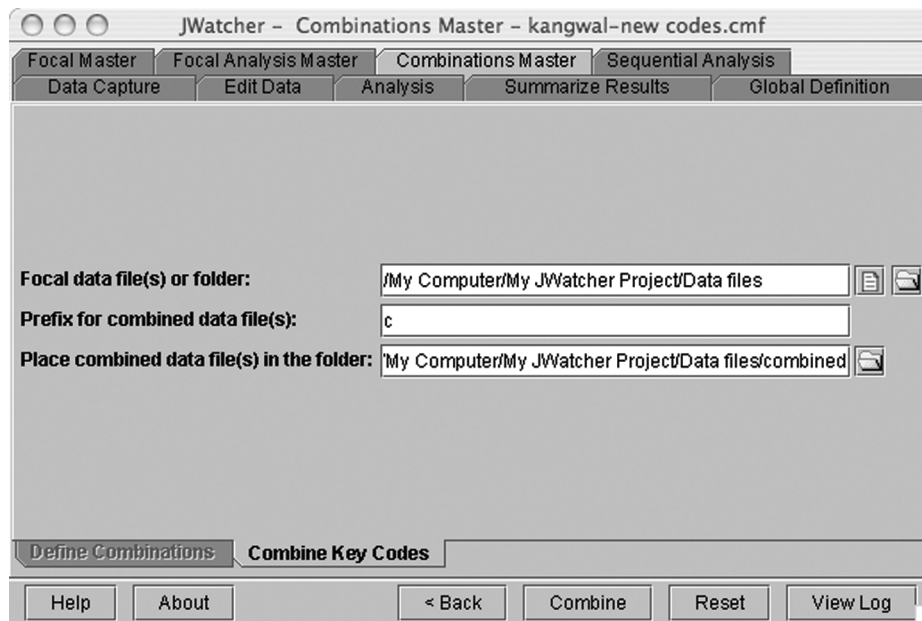 JWatcher – Combinations Master – kangwal-new codes.cmf
Focal Master Focal Analysis Master Combinations Master Sequential Analysis
Data Capture Edit Data Analysis Summarize Results Global Definition
Focal data file(s) or folder: /My Computer/My JWatcher Project/Data files
Prefix for combined data file(s): c
Place combined data file(s) in the folder: My Computer/My JWatcher Project/Data files/combined
Define Combinations Combine Key Codes
Help About < Back Combine Reset View Log